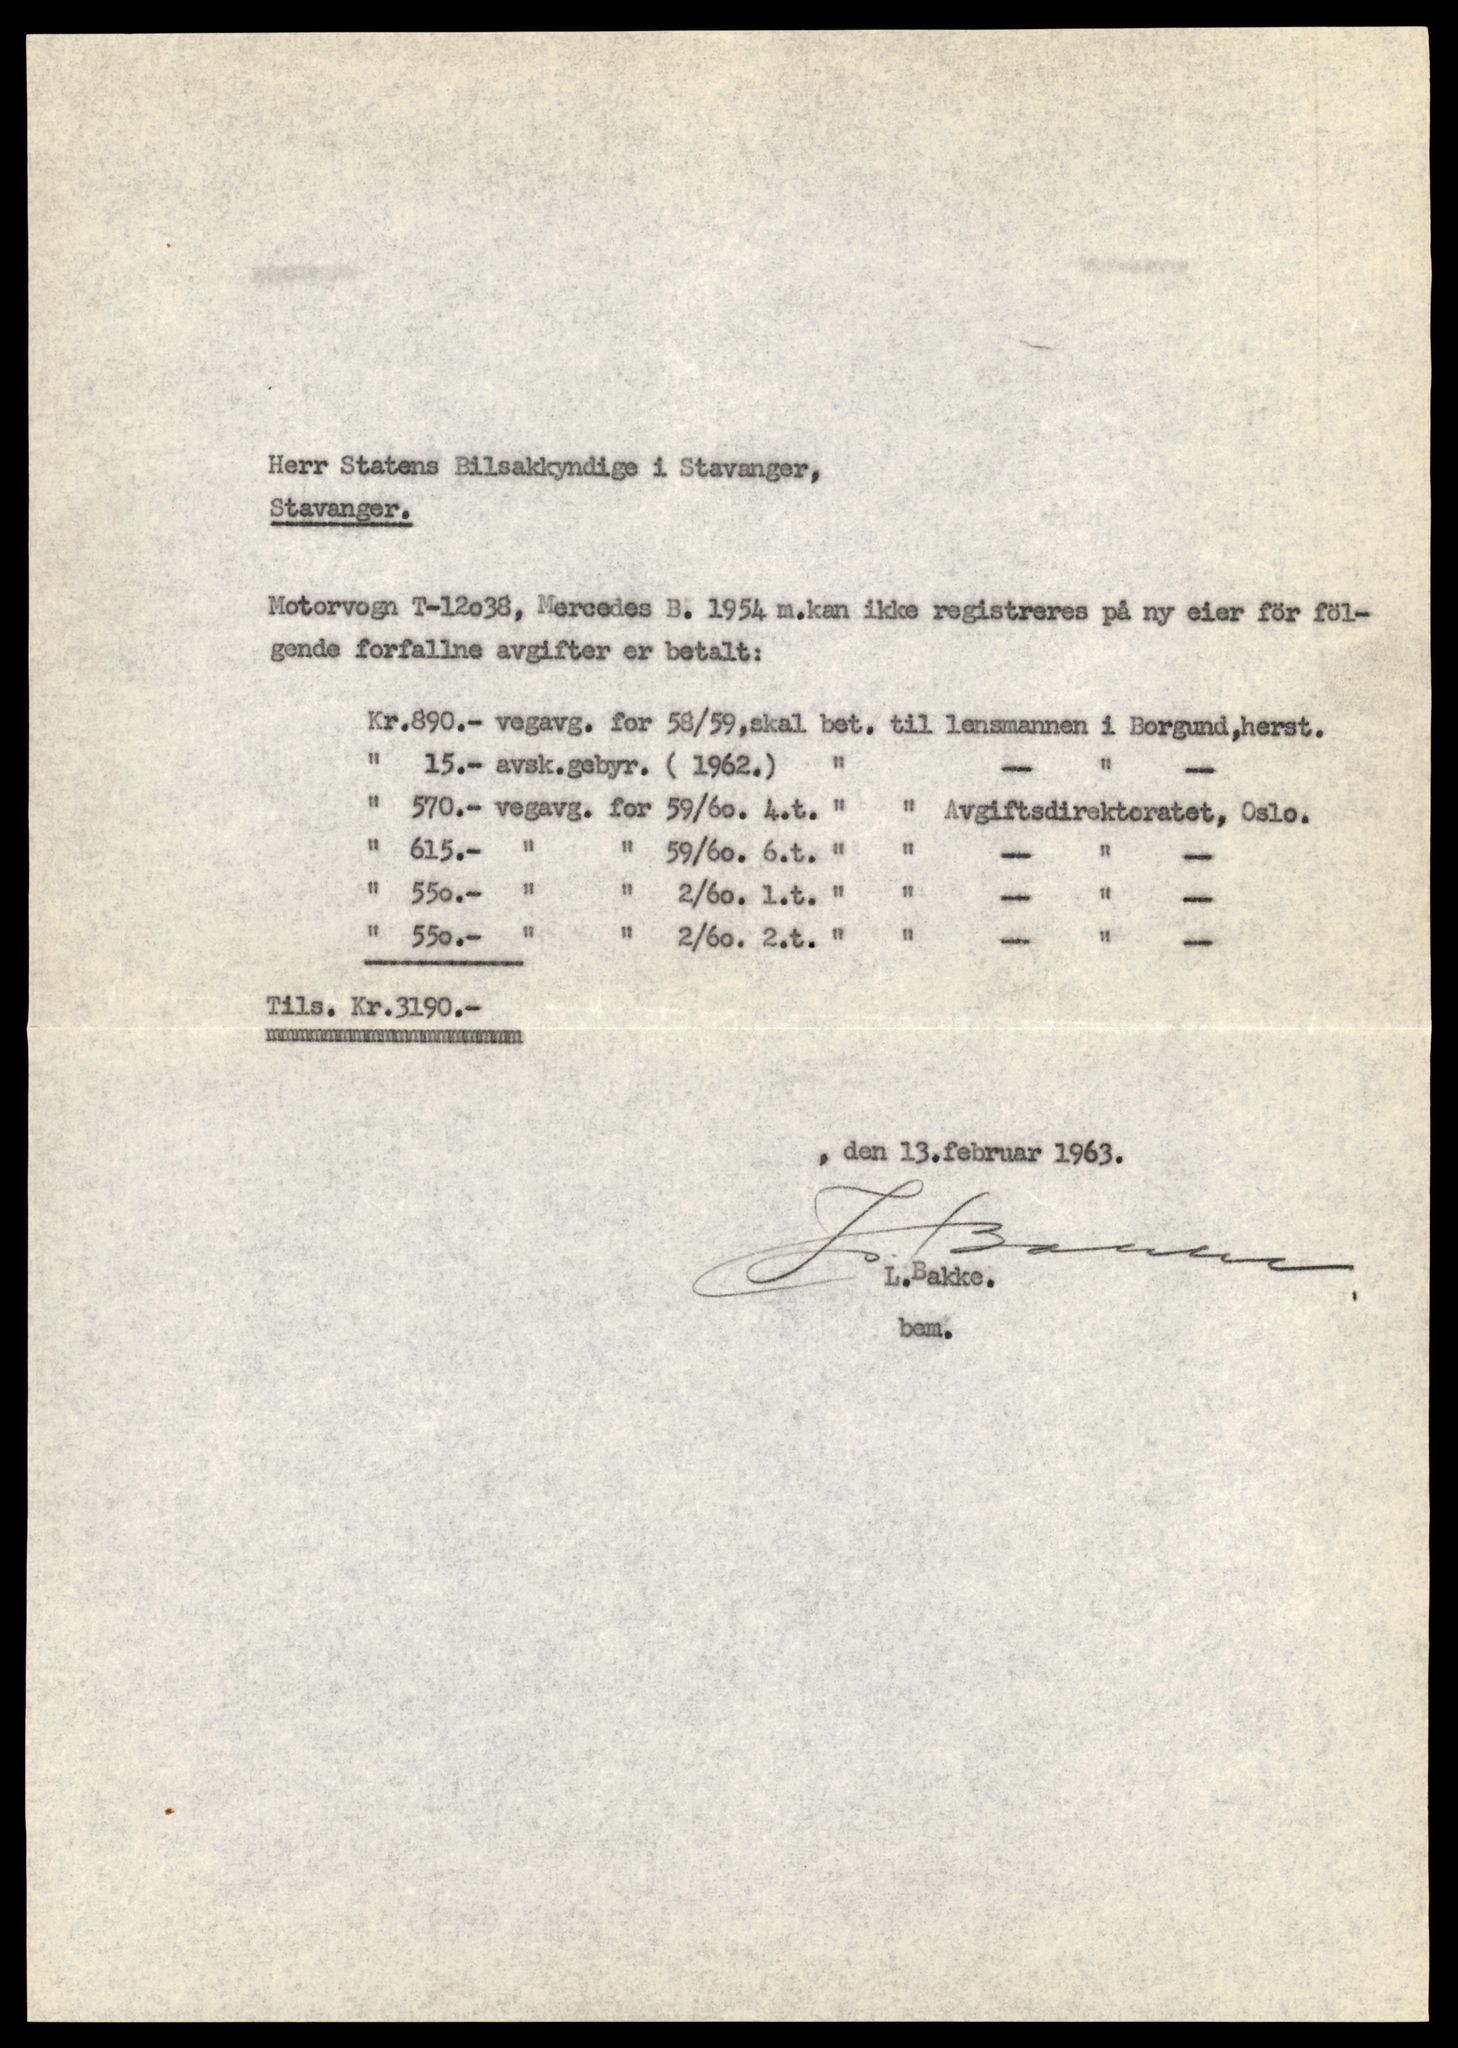 Herr Statens Bilsakkyndige i Stavanger,
Stavanger.
Motorvogn T-12o38, Mercedes B. 1954 m.kan ikke registreres på ny eier för föl-
gende forfallne avgifter er betalt:
Kr.890.- vegavg. for 58/59,skal bet. til lensmannen i Borgund,herst.
" 15.- avsk.gebyr. ( 1962.) " — " —
" 570.- vegavg. for 59/6o. 4.t. " " Avgiftsdirektoratet, Oslo.
" 615.- " " 59/6o. 6.t. " " — " —
" 55o.- " " 2/6o. 1.t. " " — " —
" 55o.- " " 2/6o. 2.t. " " — " —
Tils. Kr.3190.-
, den 13.februar 1963.
L. Bakke
L.Bakke.
bem.